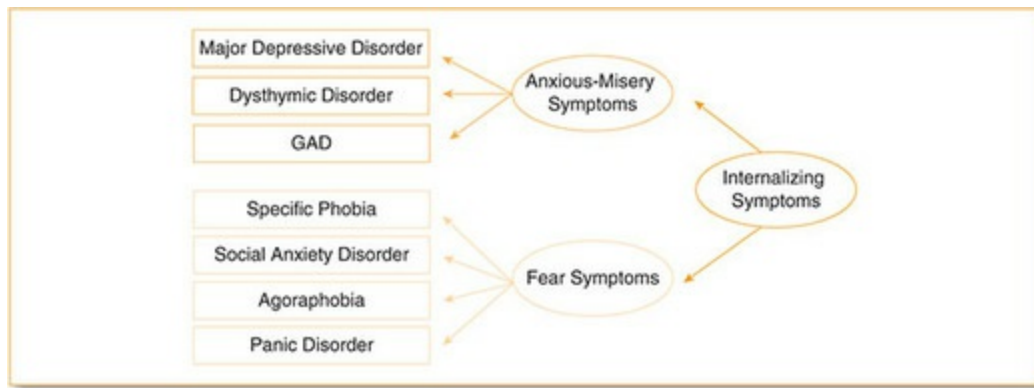 Major Depressive Disorder
Dysthymic Disorder
GAD
Anxious-Misery
Symptoms
Internalizing
Symptoms
Specific Phobia
Social Anxiety Disorder
Agoraphobia
Panic Disorder
Fear Symptoms